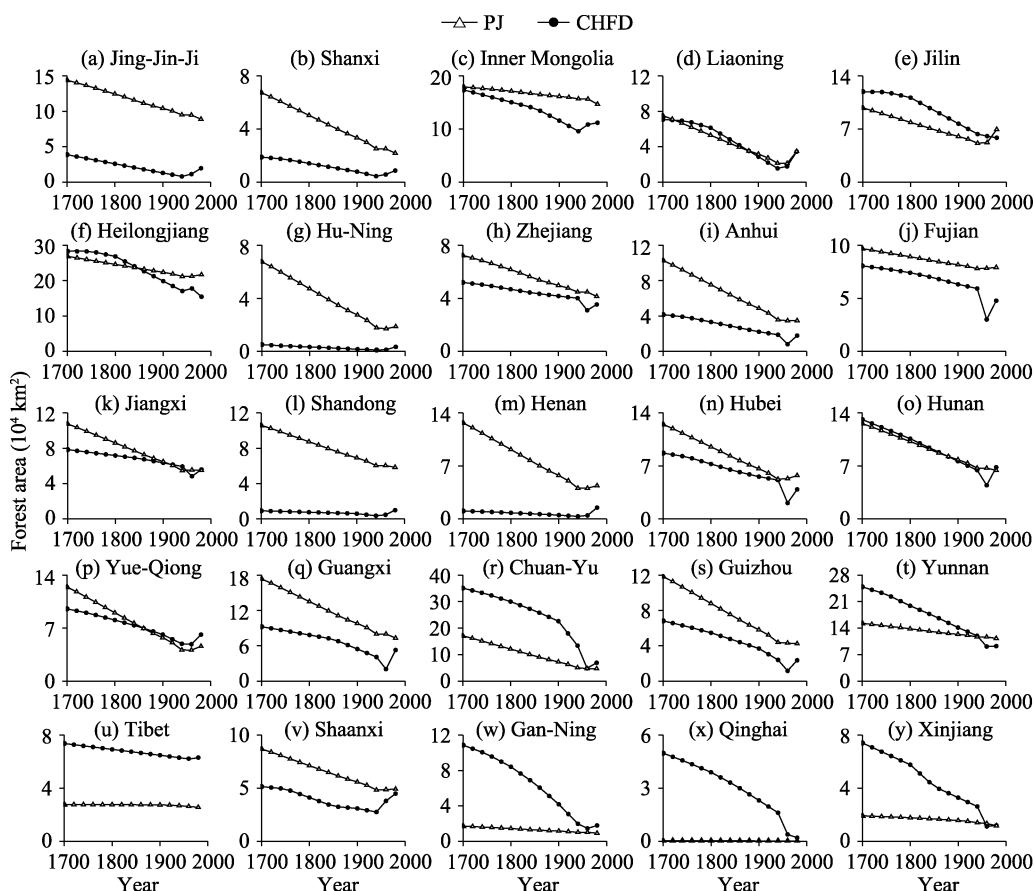 PJ CHFD
(a) Jing-Jin-Ji
15
10
5
0
1700 1800 1900 2000
(b) Shanxi
8
4
0
1700 1800 1900 2000
(c) Inner Mongolia
20
10
0
1700 1800 1900 2000
(d) Liaoning
12
8
4
0
1700 1800 1900 2000
(e) Jilin
14
7
0
1700 1800 1900 2000
(f) Heilongjiang
30
20
10
0
1700 1800 1900 2000
(g) Hu-Ning
8
4
0
1700 1800 1900 2000
(h) Zhejiang
8
4
0
1700 1800 1900 2000
(i) Anhui
12
8
4
0
1700 1800 1900 2000
(j) Fujian
10
5
0
1700 1800 1900 2000
Forest area (10⁴ km²)
(k) Jiangxi
12
8
4
0
1700 1800 1900 2000
(l) Shandong
12
8
4
0
1700 1800 1900 2000
(m) Henan
14
7
0
1700 1800 1900 2000
(n) Hubei
14
7
0
1700 1800 1900 2000
(o) Hunan
14
7
0
1700 1800 1900 2000
(p) Yue-Qiong
14
7
0
1700 1800 1900 2000
(q) Guangxi
18
12
6
0
1700 1800 1900 2000
(r) Chuan-Yu
40
30
20
10
0
1700 1800 1900 2000
(s) Guizhou
12
8
4
0
1700 1800 1900 2000
(t) Yunnan
28
21
14
7
0
1700 1800 1900 2000
(u) Tibet
8
4
0
1700 1800 1900 2000
Year
(v) Shaanxi
10
5
0
1700 1800 1900 2000
Year
(w) Gan-Ning
12
8
4
0
1700 1800 1900 2000
Year
(x) Qinghai
6
3
0
1700 1800 1900 2000
Year
(y) Xinjiang
8
6
4
2
0
1700 1800 1900 2000
Year